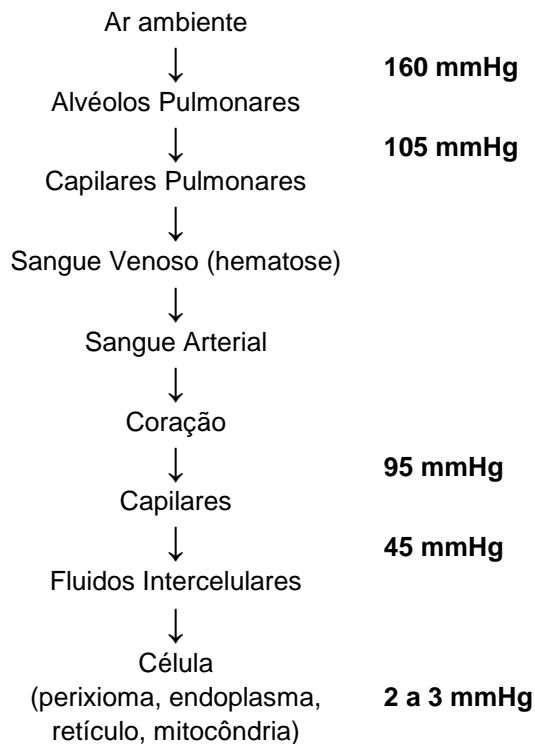 Ar ambiente
↓
160 mmHg
Alvéolos Pulmonares
↓
105 mmHg
Capilares Pulmonares
↓
Sangue Venoso (hematose)
↓
Sangue Arterial
↓
Coração
↓
95 mmHg
Capilares
↓
45 mmHg
Fluidos Intercelulares
↓
Célula
(perixioma, endoplasma,
2 a 3 mmHg
retículo, mitocôndria)